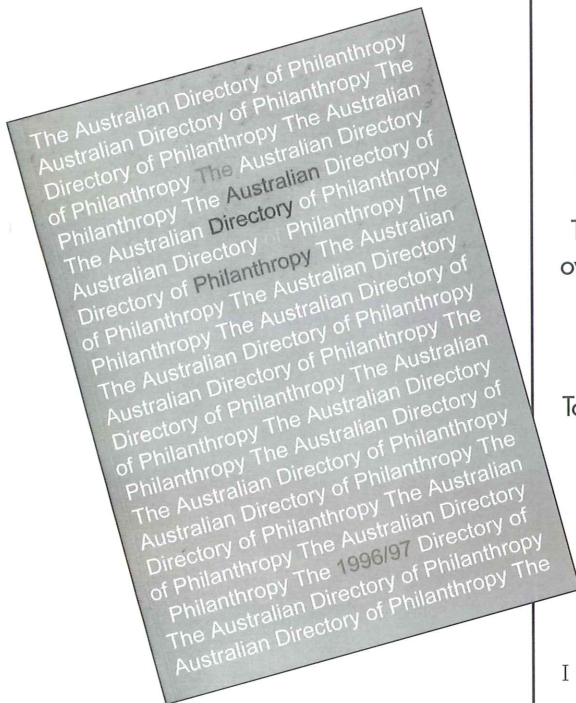 The Australian Directory of Philanthropy
Australian Directory of Philanthropy The
Directory of Philanthropy The Australian
of Philanthropy The Australian Directory
Philanthropy The Australian Directory of
The Australian Directory of Philanthropy
Australian Directory of Philanthropy The
Directory of Philanthropy The Australian
of Philanthropy The Australian Directory
Philanthropy The Australian Directory of
The Australian Directory of Philanthropy
Australian Directory of Philanthropy The
Directory of Philanthropy The Australian
of Philanthropy The Australian Directory
Philanthropy The Australian Directory of
The Australian Directory of Philanthropy
Australian Directory of Philanthropy The
Directory of Philanthropy The Australian
of Philanthropy The Australian Directory
Philanthropy The 1996/97 Directory of
The Australian Directory of Philanthropy
Australian Directory of Philanthropy The
I